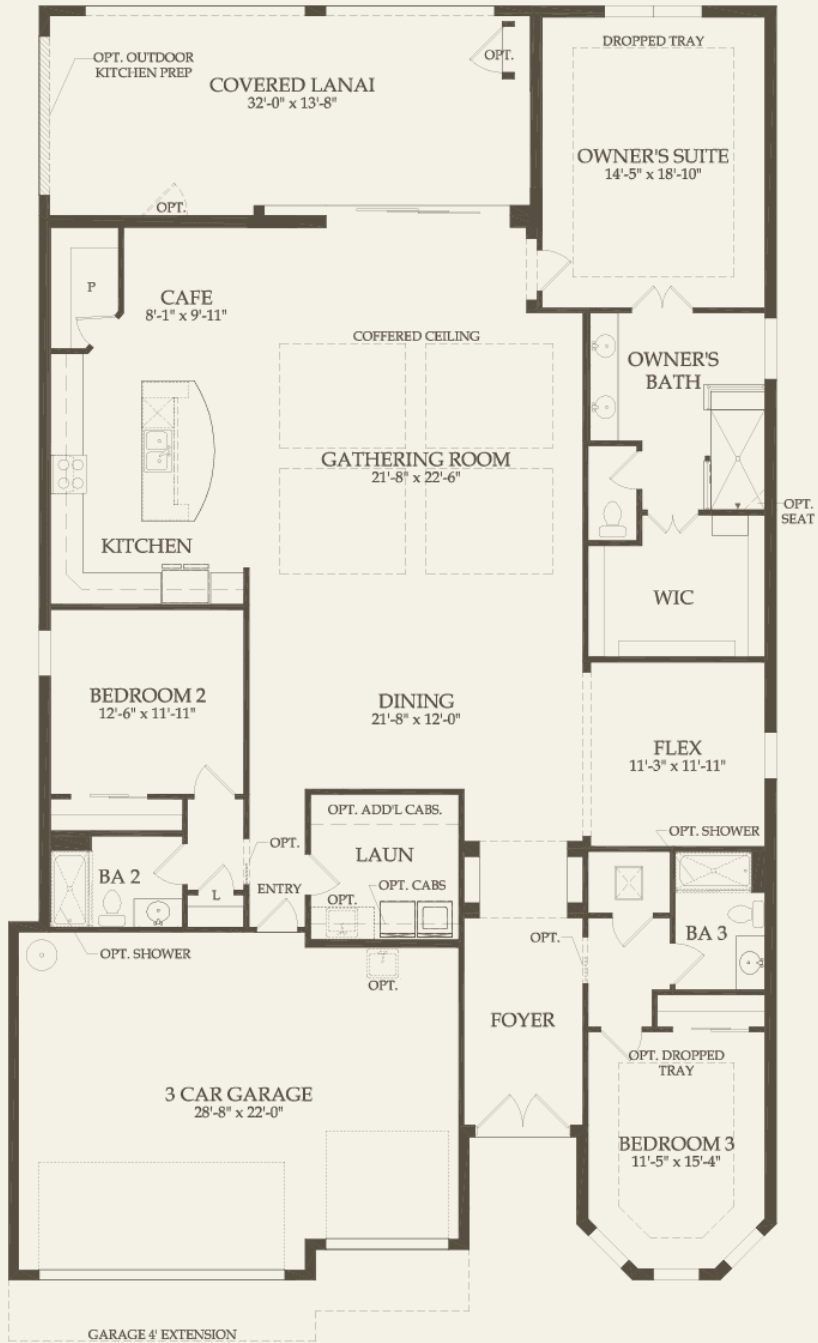 DROPPED TRAY
OPT. OUTDOOR
KITCHEN PREP
OPT.
COVERED LANAI
32'-0" x 13'-8"
OWNER'S SUITE
14'-5" x 18'-10"
OPT.
P
CAFE
8'-1" x 9'-11"
COFFERED CEILING
OWNER'S
BATH
GATHERING ROOM
21'-8" x 22'-6"
OPT.
SEAT
KITCHEN
WIC
BEDROOM 2
12'-6" x 11'-11"
DINING
21'-8" x 12'-0"
FLEX
11'-3" x 11'-11"
OPT. ADD'L CABS.
OPT. SHOWER
OPT.
LAUN
BA 2
ENTRY
OPT. CABS
L
OPT.
BA 3
OPT.
OPT. SHOWER
OPT.
FOYER
OPT. DROPPED
TRAY
3 CAR GARAGE
28'-8" x 22'-0"
BEDROOM 3
11'-5" x 15'-4"
GARAGE 4' EXTENSION